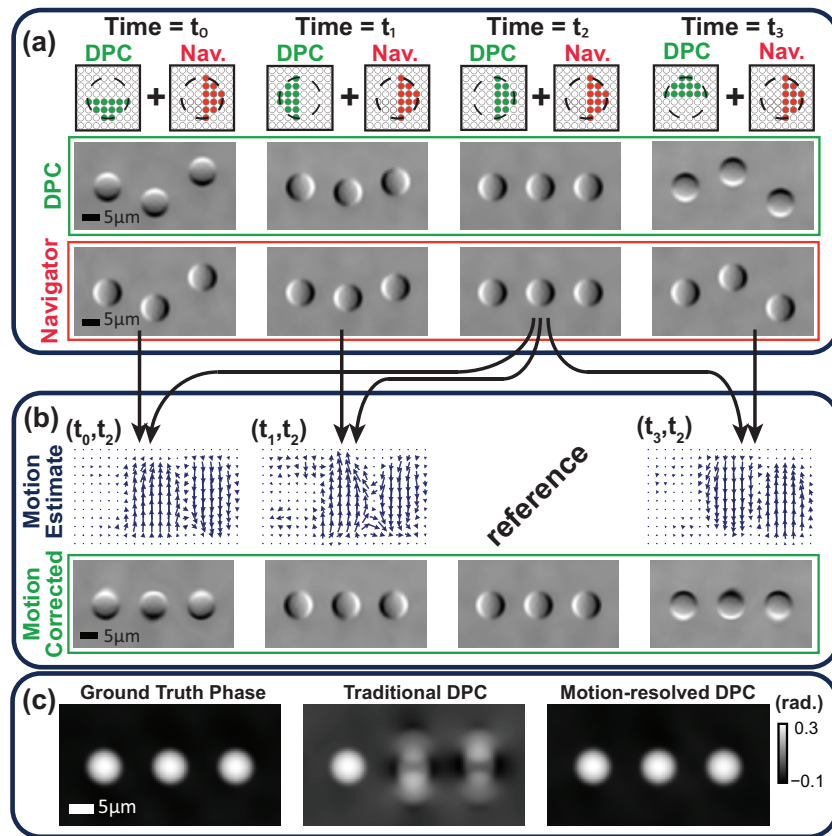 (a)
Time = t₀
Time = t₁
Time = t₂
Time = t₃
DPC
Nav.
DPC
Nav.
DPC
Nav.
DPC
Nav.
+
+
+
+
DPC
5µm
Navigator
5µm
(b)
(t₀,t₂)
(t₁,t₂)
(t₃,t₂)
Motion
Estimate
reference
Motion
Corrected
5µm
(c)
Ground Truth Phase
Traditional DPC
Motion-resolved DPC
(rad.)
0.3
−0.1
5µm